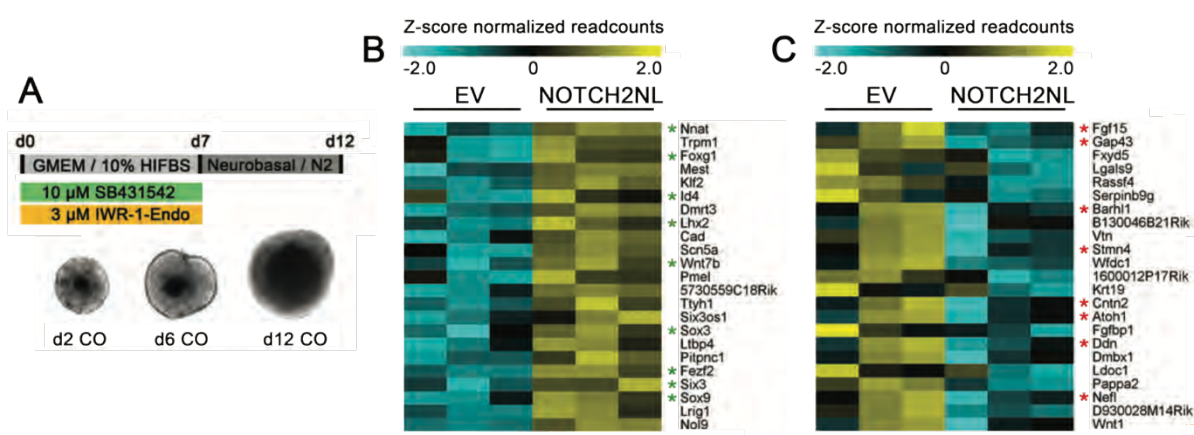 A
d0 d7 d12
GMEM / 10% HIFBS Neurobasal / N2
10 µM SB431542
3 µM IWR-1-Endo
d2 CO d6 CO d12 CO
B
Z-score normalized readcounts
-2.0 0 2.0
EV NOTCH2NL
* Nnat
Trpm1
* Foxg1
Mest
Klf2
* Id4
Dmrt3
* Lhx2
Cad
Scn5a
* Wnt7b
Pmel
5730559C18Rik
Ttyh1
Six3os1
* Sox3
Ltbp4
Pitpnc1
* Fezf2
* Six3
* Sox9
Lrig1
Nol9
C
Z-score normalized readcounts
-2.0 0 2.0
EV NOTCH2NL
* Fgf15
* Gap43
Fxyd5
Lgals9
Rassf4
Serpinb9g
* Barhl1
B130046B21Rik
Vtn
* Stmn4
Wfdc1
1600012P17Rik
Krt19
* Cntn2
* Atoh1
Fgfbp1
* Ddn
Dmbx1
Ldoc1
Pappa2
* Nefl
D930028M14Rik
Wnt1